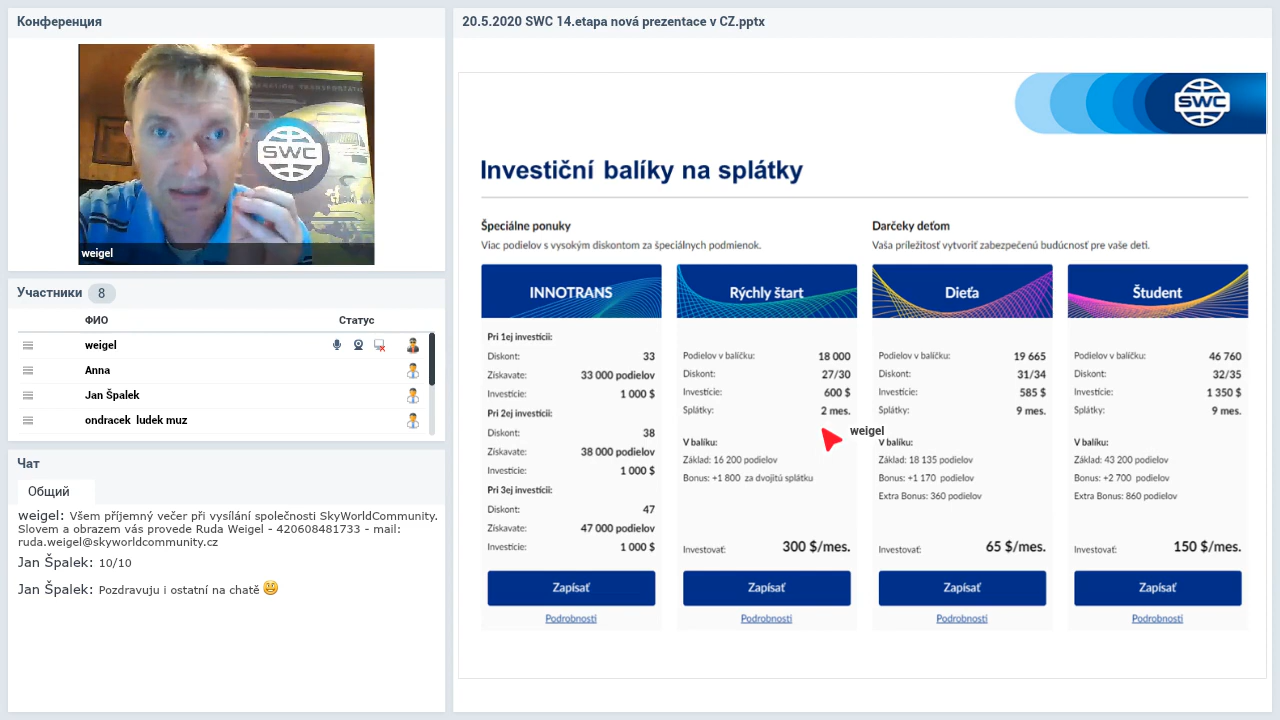 Конференция
SWC
weigel
Участники 8
ФИО Статус
weigel
Anna
Jan Špalek
ondracek ludek muz
Чат
Общий
weigel: Všem příjemný večer při vysílání společnosti SkyWorldCommunity.
Slovem a obrazem vás provede Ruda Weigel - 420608481733 - mail:
ruda.weigel@skyworldcommunity.cz
Jan Špalek: 10/10
Jan Špalek: Pozdravuju i ostatní na chatě
20.5.2020 SWC 14.etapa nová prezentace v CZ.pptx
SWC
Investiční balíky na splátky
Špeciálne ponuky
Viac podielov s vysokým diskontom za špeciálnych podmienok.
Darčeky deťom
Vaša príležitosť vytvoriť zabezpečenú budúcnosť pre vaše deti.
INNOTRANS
Pri 1ej investícii:
Diskont: 33
Získavate: 33 000 podielov
Investície: 1 000 $
Pri 2ej investícii:
Diskont: 38
Získavate: 38 000 podielov
Investície: 1 000 $
Pri 3ej investícii:
Diskont: 47
Získavate: 47 000 podielov
Investície: 1 000 $
Zapísať
Podrobnosti
Rýchly štart
Podielov v balíčku: 18 000
Diskont: 27/30
Investície: 600 $
Splátky: 2 mes.
weigel
V balíku:
Základ: 16 200 podielov
Bonus: +1 800 za dvojitú splátku
Investovať: 300 $/mes.
Zapísať
Podrobnosti
Dieťa
Podielov v balíčku: 19 665
Diskont: 31/34
Investície: 585 $
Splátky: 9 mes.
V balíku:
Základ: 18 135 podielov
Bonus: +1 170 podielov
Extra Bonus: 360 podielov
Investovať: 65 $/mes.
Zapísať
Podrobnosti
Študent
Podielov v balíčku: 46 760
Diskont: 32/35
Investície: 1 350 $
Splátky: 9 mes.
V balíku:
Základ: 43 200 podielov
Bonus: +2 700 podielov
Extra Bonus: 860 podielov
Investovať: 150 $/mes.
Zapísať
Podrobnosti